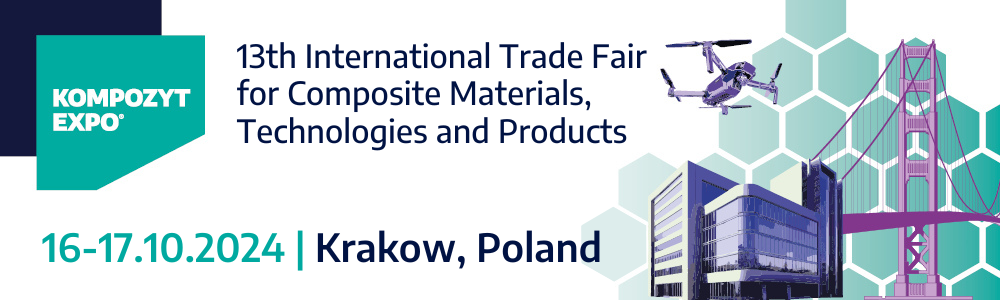 KOMPOZYT
EXPO®
13th International Trade Fair
for Composite Materials,
Technologies and Products
16-17.10.2024 | Krakow, Poland